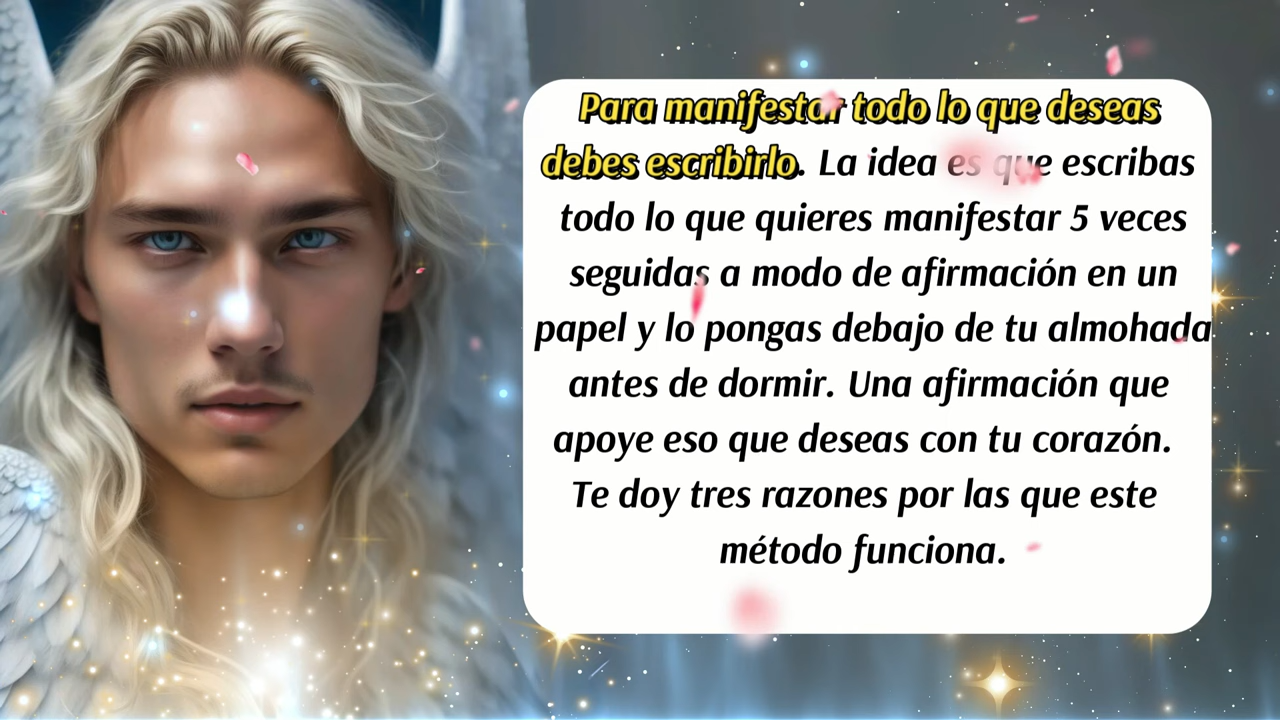 Para manifestar todo lo que deseas
debes escribirlo. La idea es que escribas
todo lo que quieres manifestar 5 veces
seguidas a modo de afirmación en un
papel y lo pongas debajo de tu almohada
antes de dormir. Una afirmación que
apoye eso que deseas con tu corazón.
Te doy tres razones por las que este
método funciona.